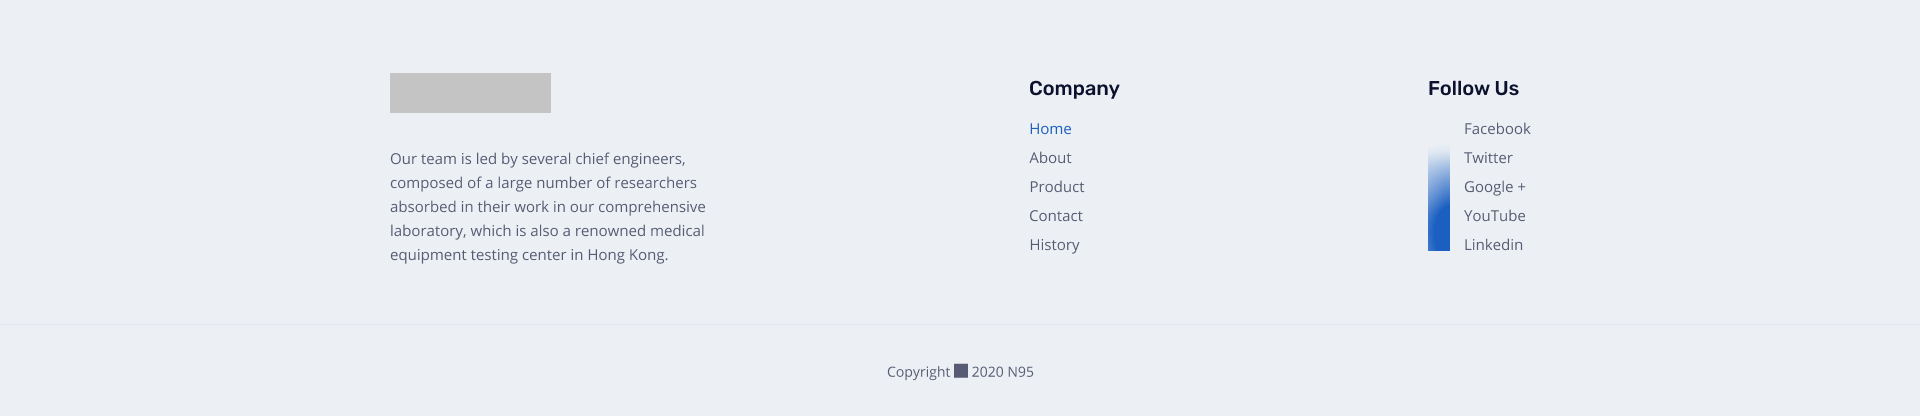 Our team is led by several chief engineers,
composed of a large number of researchers
absorbed in their work in our comprehensive
laboratory, which is also a renowned medical
equipment testing center in Hong Kong.
Company
Home
About
Product
Contact
History
Follow Us
Facebook
Twitter
Google +
YouTube
Linkedin
Copyright 2020 N95